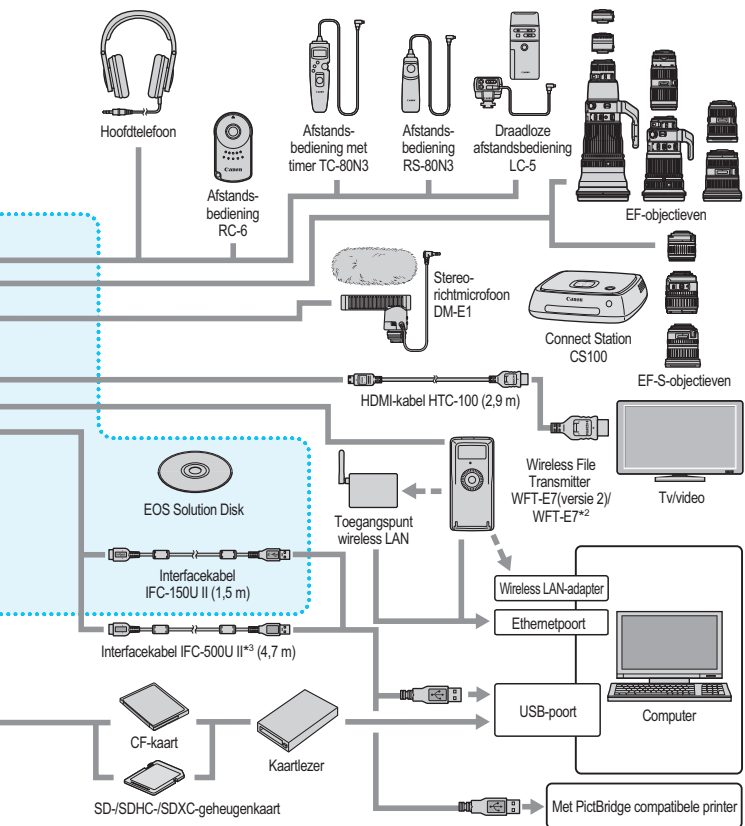 Hoofdtelefoon
Canon
Afstands-
bediening
RC-6
Afstands-
bediening met
timer TC-80N3
Afstands-
bediening
RS-80N3
Draadloze
afstandsbediening
LC-5
EF-objectieven
Stereo-
richtmicrofoon
DM-E1
Canon
Connect Station
CS100
EF-S-objectieven
HDMI-kabel HTC-100 (2,9 m)
EOS Solution Disk
Toegangspunt
wireless LAN
Wireless File
Transmitter
WFT-E7(versie 2)/
WFT-E7*2
Tv/video
Interfacekabel
IFC-150U II (1,5 m)
Wireless LAN-adapter
Ethernetpoort
Interfacekabel IFC-500U II*3 (4,7 m)
USB-poort
Computer
CF-kaart
Kaartlezer
SD-/SDHC-/SDXC-geheugenkaart
Met PictBridge compatibele printer